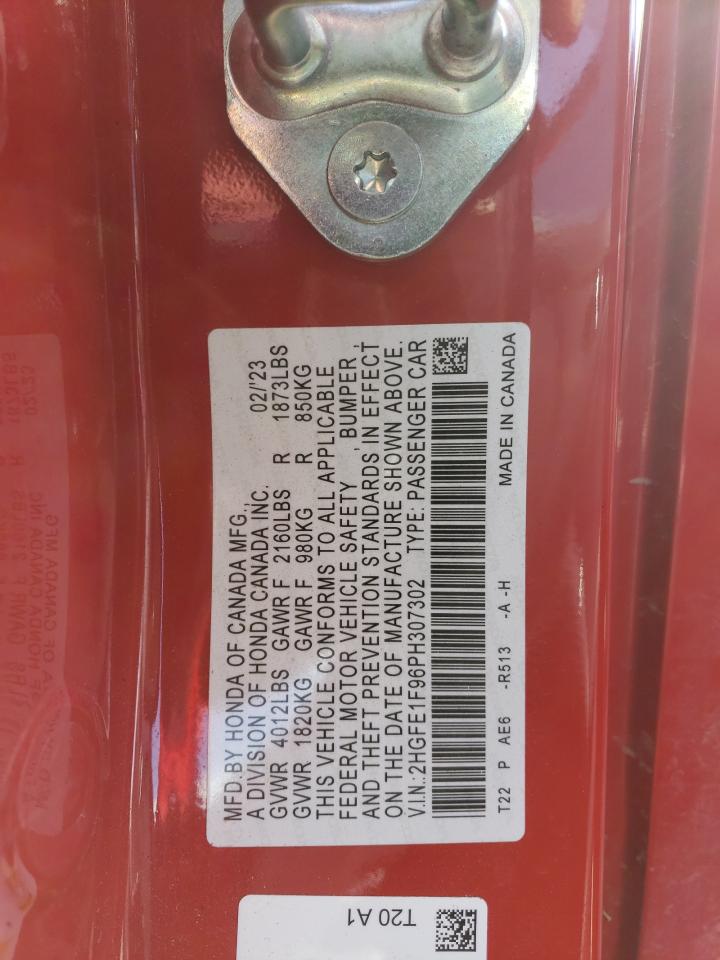 MFD.BY HONDA OF CANADA MFG., 02/'23
A DIVISION OF HONDA CANADA INC.
GVWR 4012LBS GAWR F 2160LBS R 1873LBS
GVWR 1820KG GAWR F 980KG R 850KG
THIS VEHICLE CONFORMS TO ALL APPLICABLE
FEDERAL MOTOR VEHICLE SAFETY , BUMPER ,
AND THEFT PREVENTION STANDARDS IN EFFECT
ON THE DATE OF MANUFACTURE SHOWN ABOVE.
V.I.N.:2HGFE1F96PH307302 TYPE: PASSENGER CAR
T22 P AE6 -R513 -A -H MADE IN CANADA
T20 A1